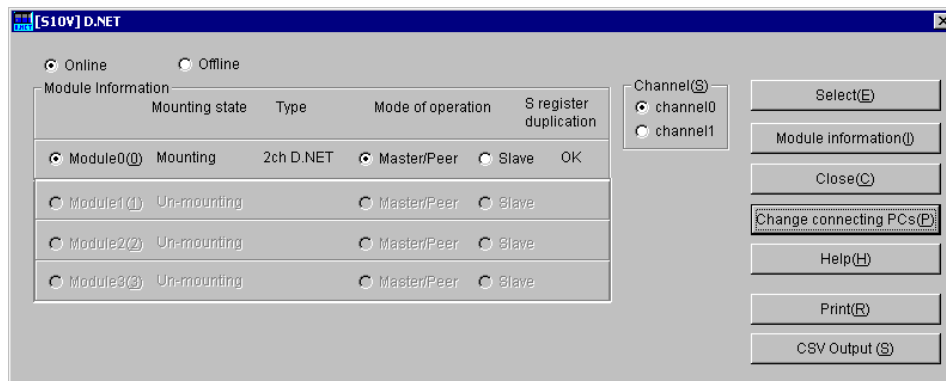 [S10V] D.NET
Online Offline
Module Information
Mounting state Type Mode of operation S register duplication
Module0(0) Mounting 2ch D.NET Master/Peer Slave OK
Module1(1) Un-mounting Master/Peer Slave
Module2(2) Un-mounting Master/Peer Slave
Module3(3) Un-mounting Master/Peer Slave
Channel(S)
channel0
channel1
Select(E)
Module information(I)
Close(C)
Change connecting PCs(P)
Help(H)
Print(R)
CSV Output (S)